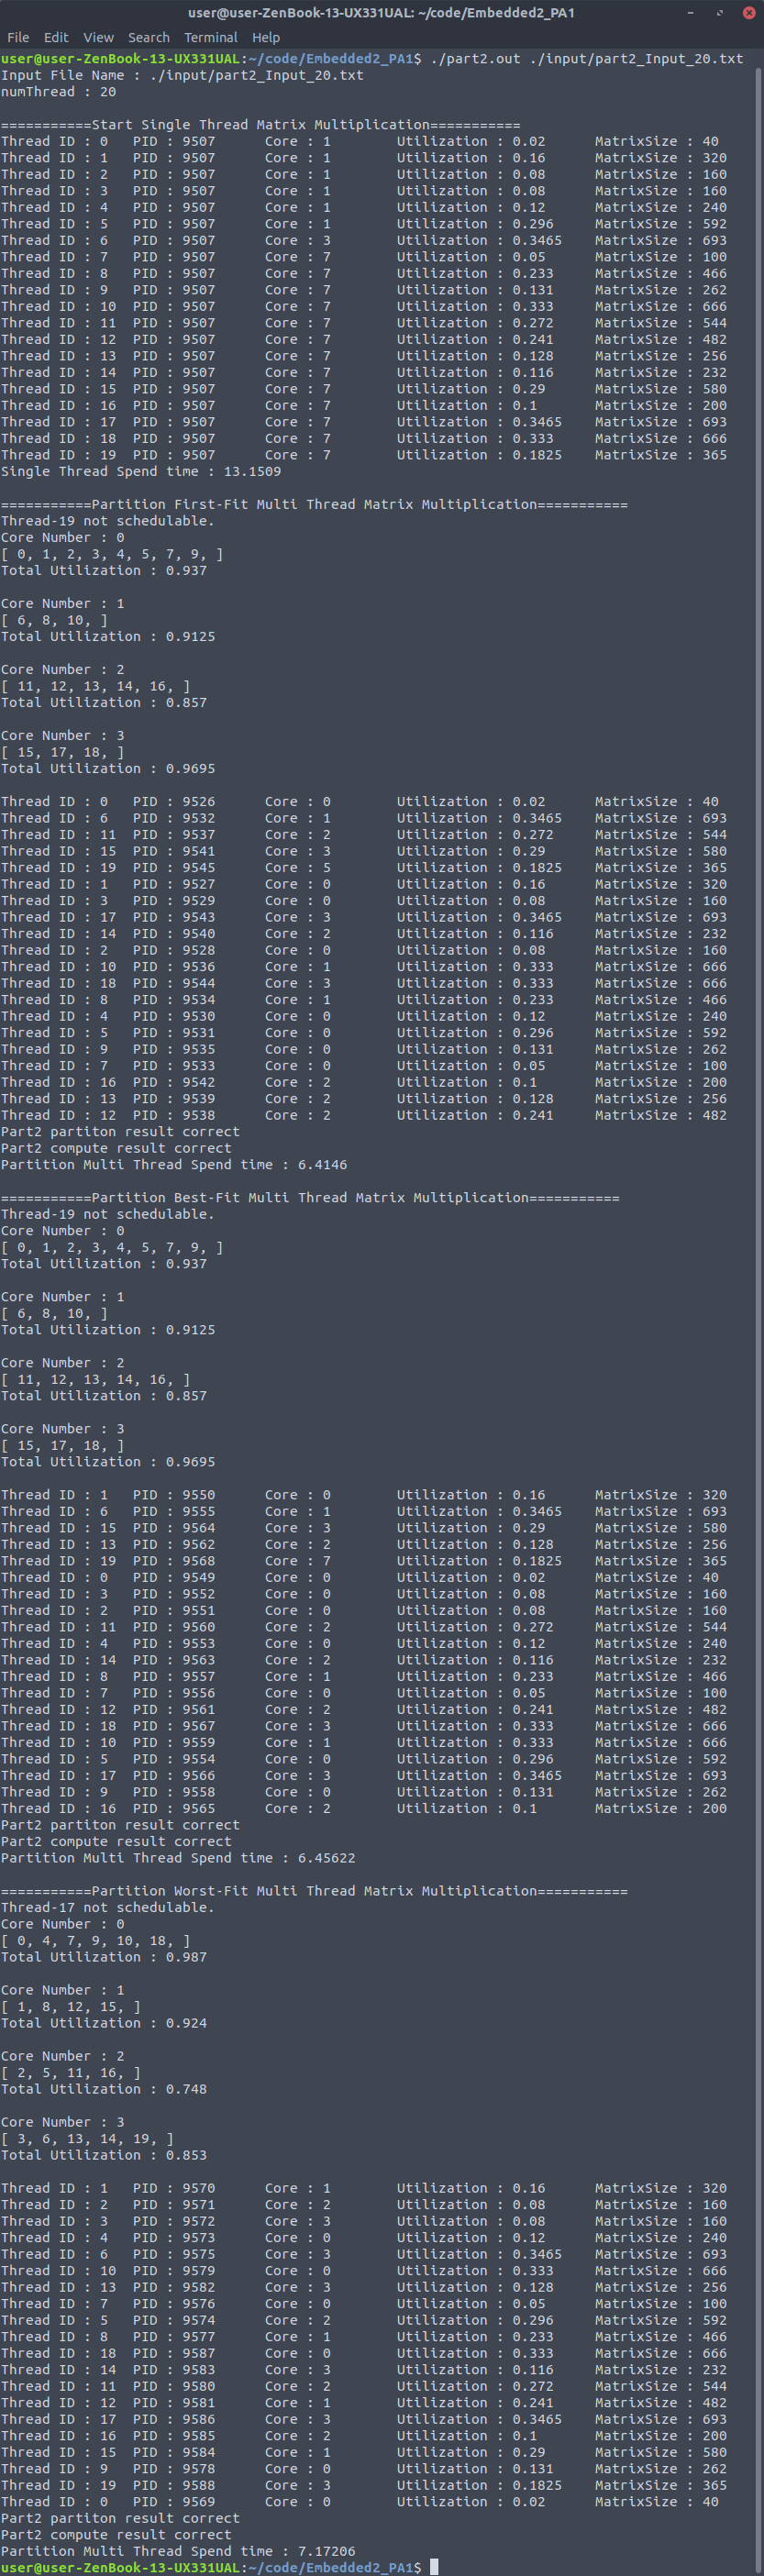 user@user-ZenBook-13-UX331UAL: ~/code/Embedded2_PA1
File Edit View Search Terminal Help
user@user-ZenBook-13-UX331UAL:~/code/Embedded2_PA1$ ./part2.out ./input/part2_Input_20.txt
Input File Name : ./input/part2_Input_20.txt
numThread : 20
===========Start Single Thread Matrix Multiplication===========
Thread ID : 0 PID : 9507 Core : 1 Utilization : 0.02 MatrixSize : 40
Thread ID : 1 PID : 9507 Core : 1 Utilization : 0.16 MatrixSize : 320
Thread ID : 2 PID : 9507 Core : 1 Utilization : 0.08 MatrixSize : 160
Thread ID : 3 PID : 9507 Core : 1 Utilization : 0.08 MatrixSize : 160
Thread ID : 4 PID : 9507 Core : 1 Utilization : 0.12 MatrixSize : 240
Thread ID : 5 PID : 9507 Core : 1 Utilization : 0.296 MatrixSize : 592
Thread ID : 6 PID : 9507 Core : 3 Utilization : 0.3465 MatrixSize : 693
Thread ID : 7 PID : 9507 Core : 7 Utilization : 0.05 MatrixSize : 100
Thread ID : 8 PID : 9507 Core : 7 Utilization : 0.233 MatrixSize : 466
Thread ID : 9 PID : 9507 Core : 7 Utilization : 0.131 MatrixSize : 262
Thread ID : 10 PID : 9507 Core : 7 Utilization : 0.333 MatrixSize : 666
Thread ID : 11 PID : 9507 Core : 7 Utilization : 0.272 MatrixSize : 544
Thread ID : 12 PID : 9507 Core : 7 Utilization : 0.241 MatrixSize : 482
Thread ID : 13 PID : 9507 Core : 7 Utilization : 0.128 MatrixSize : 256
Thread ID : 14 PID : 9507 Core : 7 Utilization : 0.116 MatrixSize : 232
Thread ID : 15 PID : 9507 Core : 7 Utilization : 0.29 MatrixSize : 580
Thread ID : 16 PID : 9507 Core : 7 Utilization : 0.1 MatrixSize : 200
Thread ID : 17 PID : 9507 Core : 7 Utilization : 0.3465 MatrixSize : 693
Thread ID : 18 PID : 9507 Core : 7 Utilization : 0.333 MatrixSize : 666
Thread ID : 19 PID : 9507 Core : 7 Utilization : 0.1825 MatrixSize : 365
Single Thread Spend time : 13.1509
===========Partition First-Fit Multi Thread Matrix Multiplication===========
Thread-19 not schedulable.
Core Number : 0
[ 0, 1, 2, 3, 4, 5, 7, 9, ]
Total Utilization : 0.937
Core Number : 1
[ 6, 8, 10, ]
Total Utilization : 0.9125
Core Number : 2
[ 11, 12, 13, 14, 16, ]
Total Utilization : 0.857
Core Number : 3
[ 15, 17, 18, ]
Total Utilization : 0.9695
Thread ID : 0 PID : 9526 Core : 0 Utilization : 0.02 MatrixSize : 40
Thread ID : 6 PID : 9532 Core : 1 Utilization : 0.3465 MatrixSize : 693
Thread ID : 11 PID : 9537 Core : 2 Utilization : 0.272 MatrixSize : 544
Thread ID : 15 PID : 9541 Core : 3 Utilization : 0.29 MatrixSize : 580
Thread ID : 19 PID : 9545 Core : 5 Utilization : 0.1825 MatrixSize : 365
Thread ID : 1 PID : 9527 Core : 0 Utilization : 0.16 MatrixSize : 320
Thread ID : 3 PID : 9529 Core : 0 Utilization : 0.08 MatrixSize : 160
Thread ID : 17 PID : 9543 Core : 3 Utilization : 0.3465 MatrixSize : 693
Thread ID : 14 PID : 9540 Core : 2 Utilization : 0.116 MatrixSize : 232
Thread ID : 2 PID : 9528 Core : 0 Utilization : 0.08 MatrixSize : 160
Thread ID : 10 PID : 9536 Core : 1 Utilization : 0.333 MatrixSize : 666
Thread ID : 18 PID : 9544 Core : 3 Utilization : 0.333 MatrixSize : 666
Thread ID : 8 PID : 9534 Core : 1 Utilization : 0.233 MatrixSize : 466
Thread ID : 4 PID : 9530 Core : 0 Utilization : 0.12 MatrixSize : 240
Thread ID : 5 PID : 9531 Core : 0 Utilization : 0.296 MatrixSize : 592
Thread ID : 9 PID : 9535 Core : 0 Utilization : 0.131 MatrixSize : 262
Thread ID : 7 PID : 9533 Core : 0 Utilization : 0.05 MatrixSize : 100
Thread ID : 16 PID : 9542 Core : 2 Utilization : 0.1 MatrixSize : 200
Thread ID : 13 PID : 9539 Core : 2 Utilization : 0.128 MatrixSize : 256
Thread ID : 12 PID : 9538 Core : 2 Utilization : 0.241 MatrixSize : 482
Part2 partiton result correct
Part2 compute result correct
Partition Multi Thread Spend time : 6.4146
===========Partition Best-Fit Multi Thread Matrix Multiplication===========
Thread-19 not schedulable.
Core Number : 0
[ 0, 1, 2, 3, 4, 5, 7, 9, ]
Total Utilization : 0.937
Core Number : 1
[ 6, 8, 10, ]
Total Utilization : 0.9125
Core Number : 2
[ 11, 12, 13, 14, 16, ]
Total Utilization : 0.857
Core Number : 3
[ 15, 17, 18, ]
Total Utilization : 0.9695
Thread ID : 1 PID : 9550 Core : 0 Utilization : 0.16 MatrixSize : 320
Thread ID : 6 PID : 9555 Core : 1 Utilization : 0.3465 MatrixSize : 693
Thread ID : 15 PID : 9564 Core : 3 Utilization : 0.29 MatrixSize : 580
Thread ID : 13 PID : 9562 Core : 2 Utilization : 0.128 MatrixSize : 256
Thread ID : 19 PID : 9568 Core : 7 Utilization : 0.1825 MatrixSize : 365
Thread ID : 0 PID : 9549 Core : 0 Utilization : 0.02 MatrixSize : 40
Thread ID : 3 PID : 9552 Core : 0 Utilization : 0.08 MatrixSize : 160
Thread ID : 2 PID : 9551 Core : 0 Utilization : 0.08 MatrixSize : 160
Thread ID : 11 PID : 9560 Core : 2 Utilization : 0.272 MatrixSize : 544
Thread ID : 4 PID : 9553 Core : 0 Utilization : 0.12 MatrixSize : 240
Thread ID : 14 PID : 9563 Core : 2 Utilization : 0.116 MatrixSize : 232
Thread ID : 8 PID : 9557 Core : 1 Utilization : 0.233 MatrixSize : 466
Thread ID : 7 PID : 9556 Core : 0 Utilization : 0.05 MatrixSize : 100
Thread ID : 12 PID : 9561 Core : 2 Utilization : 0.241 MatrixSize : 482
Thread ID : 18 PID : 9567 Core : 3 Utilization : 0.333 MatrixSize : 666
Thread ID : 10 PID : 9559 Core : 1 Utilization : 0.333 MatrixSize : 666
Thread ID : 5 PID : 9554 Core : 0 Utilization : 0.296 MatrixSize : 592
Thread ID : 17 PID : 9566 Core : 3 Utilization : 0.3465 MatrixSize : 693
Thread ID : 9 PID : 9558 Core : 0 Utilization : 0.131 MatrixSize : 262
Thread ID : 16 PID : 9565 Core : 2 Utilization : 0.1 MatrixSize : 200
Part2 partiton result correct
Part2 compute result correct
Partition Multi Thread Spend time : 6.45622
===========Partition Worst-Fit Multi Thread Matrix Multiplication===========
Thread-17 not schedulable.
Core Number : 0
[ 0, 4, 7, 9, 10, 18, ]
Total Utilization : 0.987
Core Number : 1
[ 1, 8, 12, 15, ]
Total Utilization : 0.924
Core Number : 2
[ 2, 5, 11, 16, ]
Total Utilization : 0.748
Core Number : 3
[ 3, 6, 13, 14, 19, ]
Total Utilization : 0.853
Thread ID : 1 PID : 9570 Core : 1 Utilization : 0.16 MatrixSize : 320
Thread ID : 2 PID : 9571 Core : 2 Utilization : 0.08 MatrixSize : 160
Thread ID : 3 PID : 9572 Core : 3 Utilization : 0.08 MatrixSize : 160
Thread ID : 4 PID : 9573 Core : 0 Utilization : 0.12 MatrixSize : 240
Thread ID : 6 PID : 9575 Core : 3 Utilization : 0.3465 MatrixSize : 693
Thread ID : 10 PID : 9579 Core : 0 Utilization : 0.333 MatrixSize : 666
Thread ID : 13 PID : 9582 Core : 3 Utilization : 0.128 MatrixSize : 256
Thread ID : 7 PID : 9576 Core : 0 Utilization : 0.05 MatrixSize : 100
Thread ID : 5 PID : 9574 Core : 2 Utilization : 0.296 MatrixSize : 592
Thread ID : 8 PID : 9577 Core : 1 Utilization : 0.233 MatrixSize : 466
Thread ID : 18 PID : 9587 Core : 0 Utilization : 0.333 MatrixSize : 666
Thread ID : 14 PID : 9583 Core : 3 Utilization : 0.116 MatrixSize : 232
Thread ID : 11 PID : 9580 Core : 2 Utilization : 0.272 MatrixSize : 544
Thread ID : 12 PID : 9581 Core : 1 Utilization : 0.241 MatrixSize : 482
Thread ID : 17 PID : 9586 Core : 3 Utilization : 0.3465 MatrixSize : 693
Thread ID : 16 PID : 9585 Core : 2 Utilization : 0.1 MatrixSize : 200
Thread ID : 15 PID : 9584 Core : 1 Utilization : 0.29 MatrixSize : 580
Thread ID : 9 PID : 9578 Core : 0 Utilization : 0.131 MatrixSize : 262
Thread ID : 19 PID : 9588 Core : 3 Utilization : 0.1825 MatrixSize : 365
Thread ID : 0 PID : 9569 Core : 0 Utilization : 0.02 MatrixSize : 40
Part2 partiton result correct
Part2 compute result correct
Partition Multi Thread Spend time : 7.17206
user@user-ZenBook-13-UX331UAL:~/code/Embedded2_PA1$